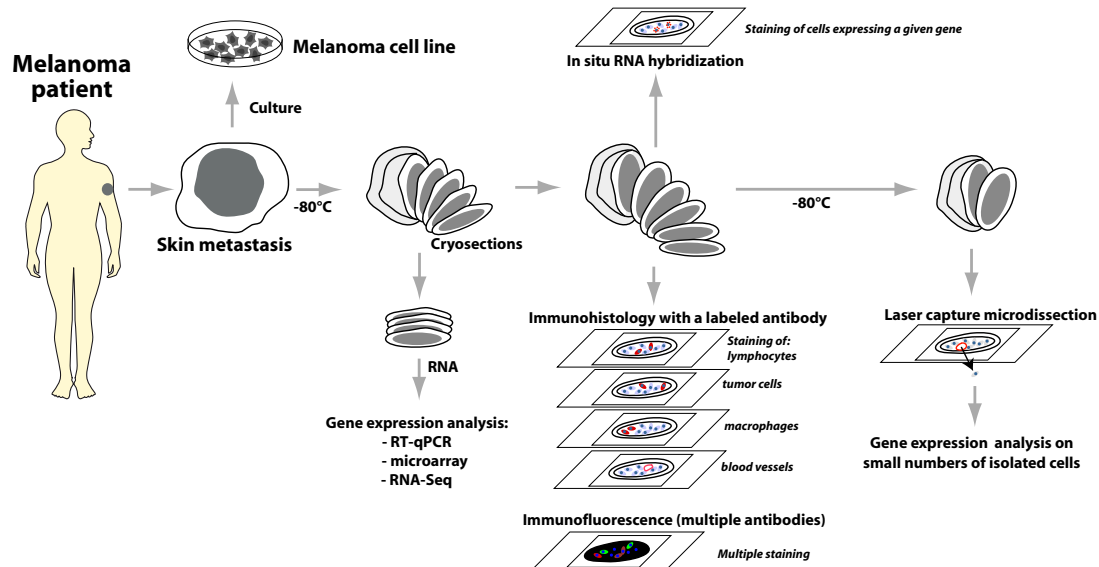 Melanoma
patient
Melanoma cell line
Culture
-80°C
Skin metastasis
Cryosections
RNA
Gene expression analysis:
- RT-qPCR
- microarray
- RNA-Seq
Staining of cells expressing a given gene
In situ RNA hybridization
-80°C
Immunohistology with a labeled antibody
Staining of:
lymphocytes
tumor cells
macrophages
blood vessels
Immunofluorescence (multiple antibodies)
Multiple staining
Laser capture microdissection
Gene expression analysis on
small numbers of isolated cells